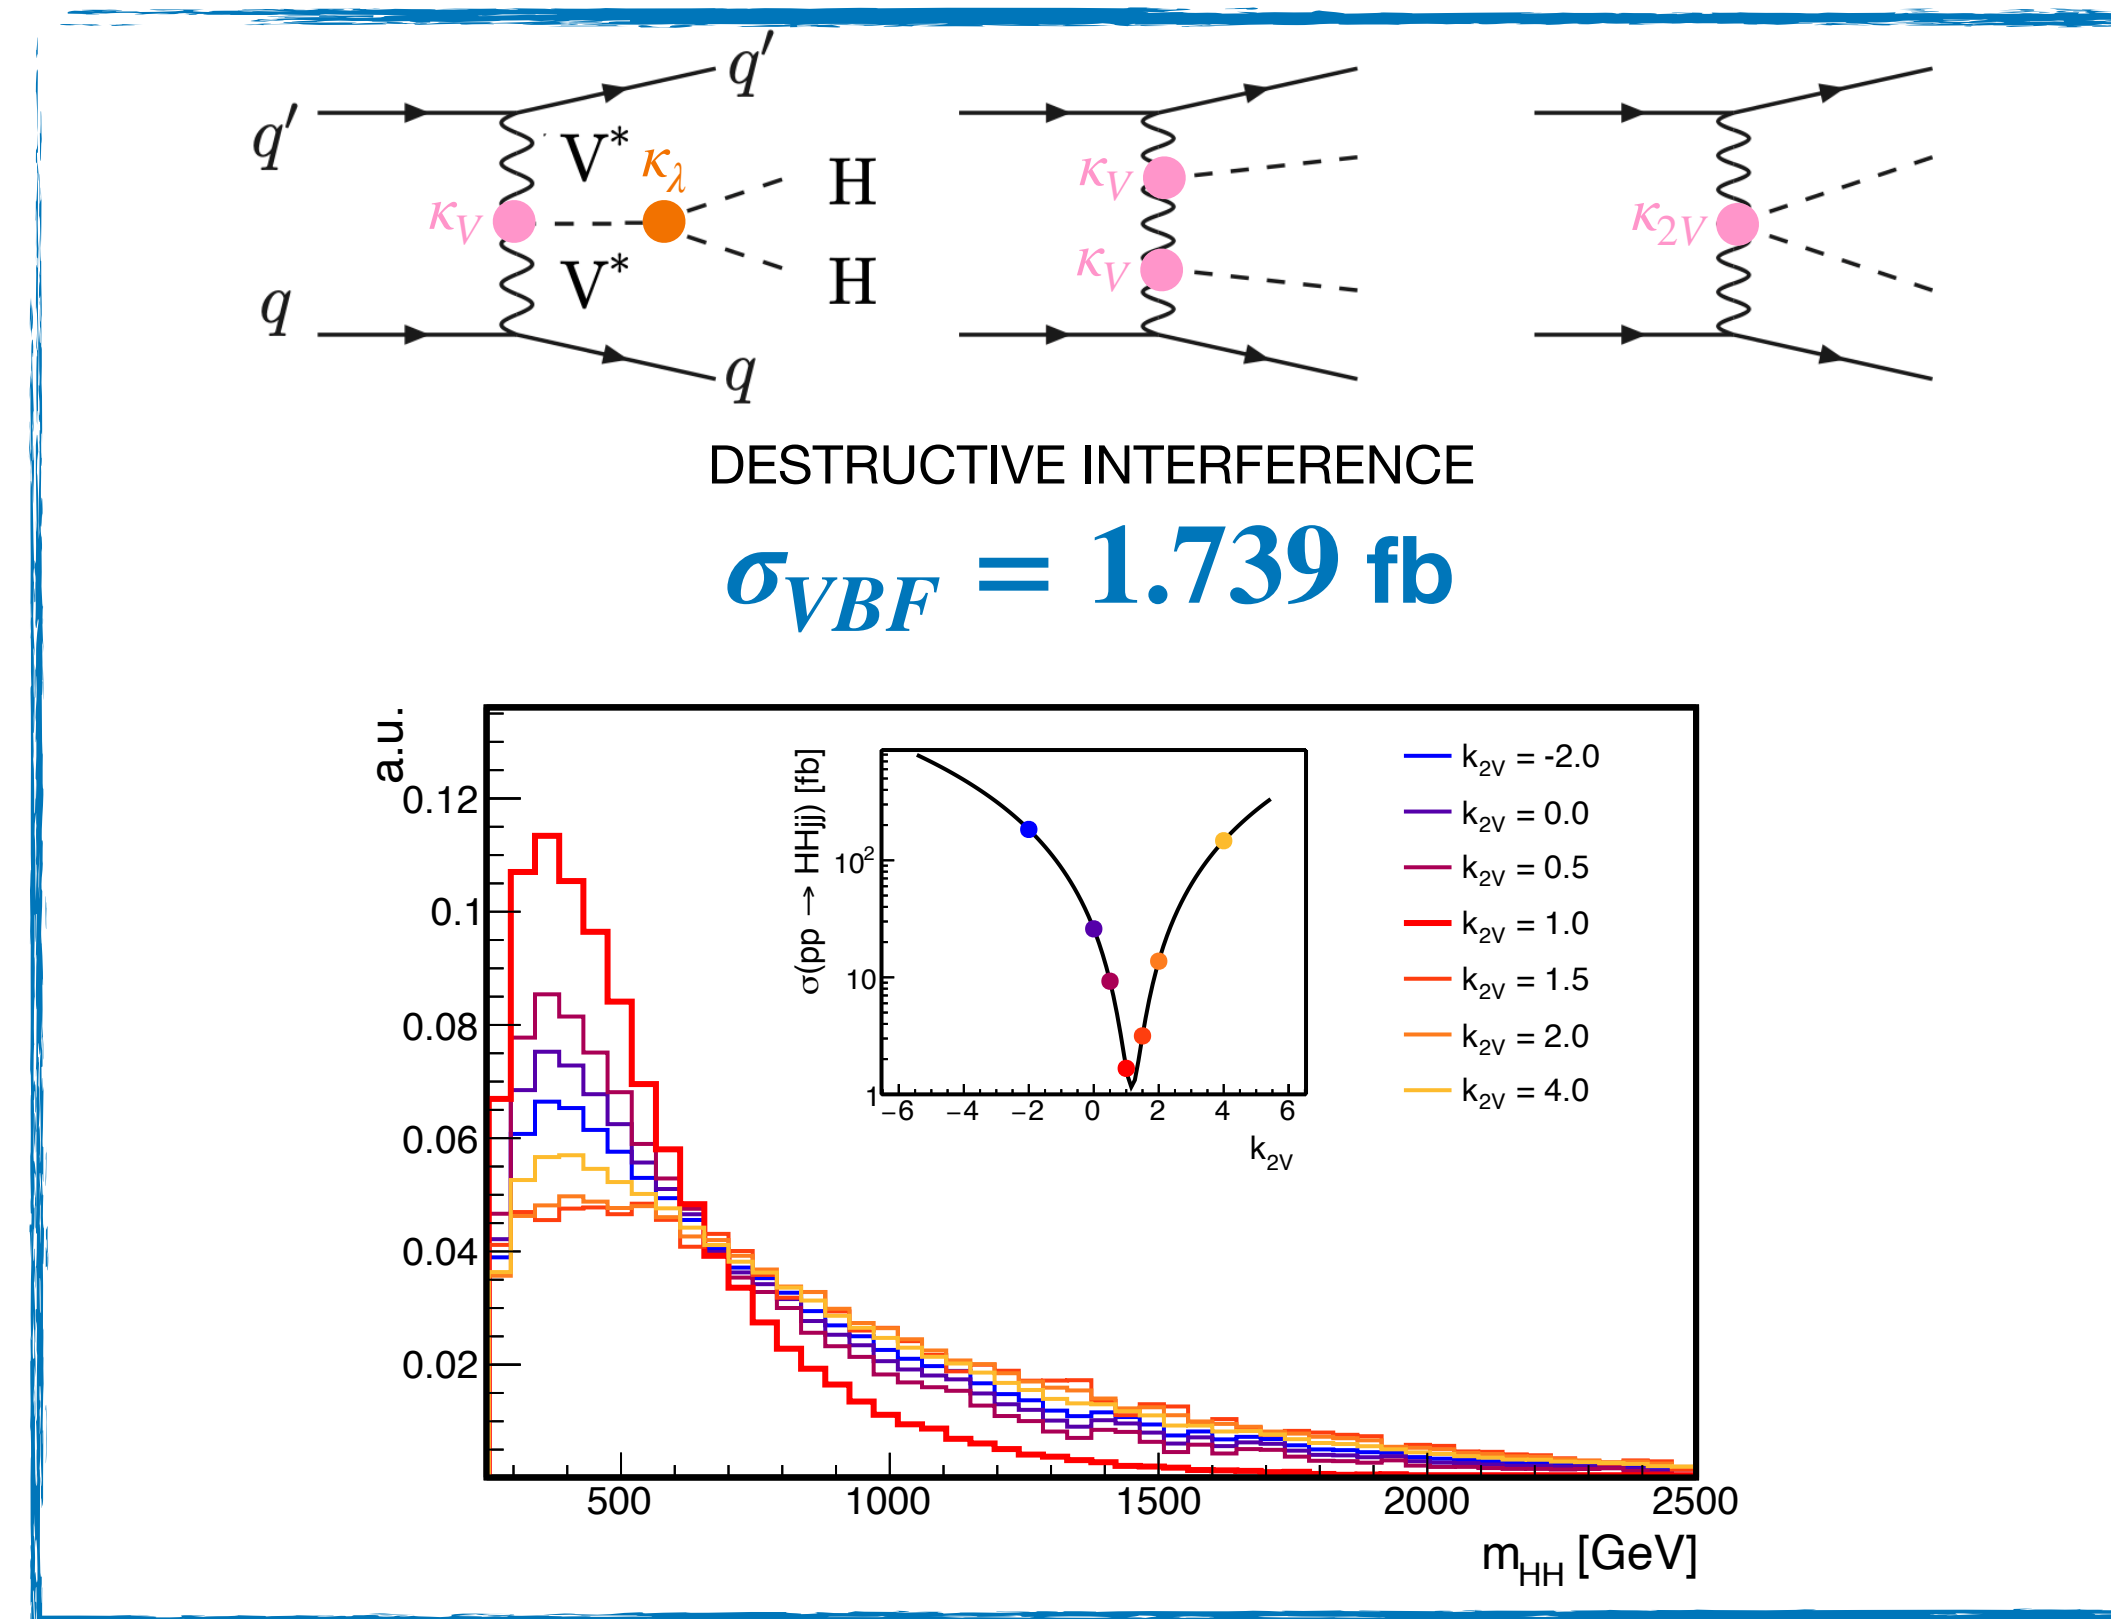 q′
q′
V*
κλ
H
κV
V*
H
q
q
κV
κV
κ2V
DESTRUCTIVE INTERFERENCE
σVBF = 1.739 fb
a.u.
0.12
0.1
0.08
0.06
0.04
0.02
500 1000 1500 2000 2500
mHH [GeV]
σ(pp → HHjj) [fb]
10²
10
1
−6 −4 −2 0 2 4 6
k2V
k2V = -2.0
k2V = 0.0
k2V = 0.5
k2V = 1.0
k2V = 1.5
k2V = 2.0
k2V = 4.0